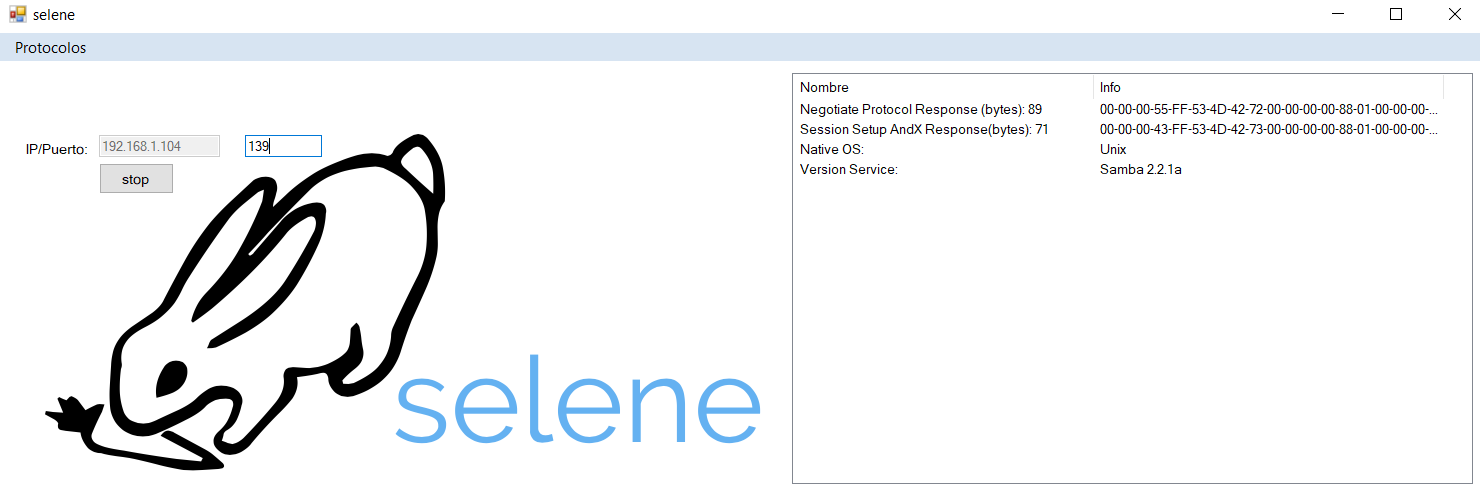 selene
Protocolos
IP/Puerto: 192.168.1.104 139
stop
selene
Nombre Info
Negotiate Protocol Response (bytes): 89 00-00-00-55-FF-53-4D-42-72-00-00-00-00-88-01-00-00-00-...
Session Setup AndX Response(bytes): 71 00-00-00-43-FF-53-4D-42-73-00-00-00-00-88-01-00-00-00-...
Native OS: Unix
Version Service: Samba 2.2.1a